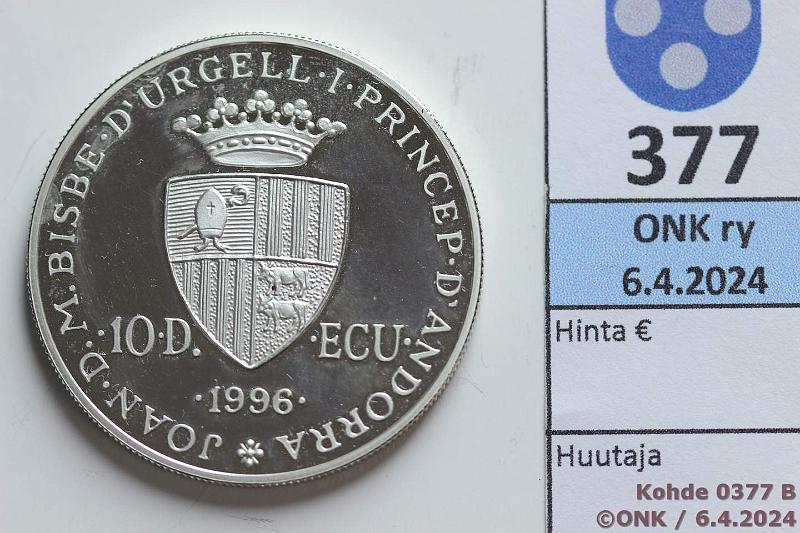 JOAN·D·M·BISBE·D'URGELL·I·PRINCEP·D'ANDORRA
·10·D. ·ECU·
·1996·
377
ONK ry
6.4.2024
Hinta €
Huutaja
Kohde 0377 B
©ONK / 6.4.2024